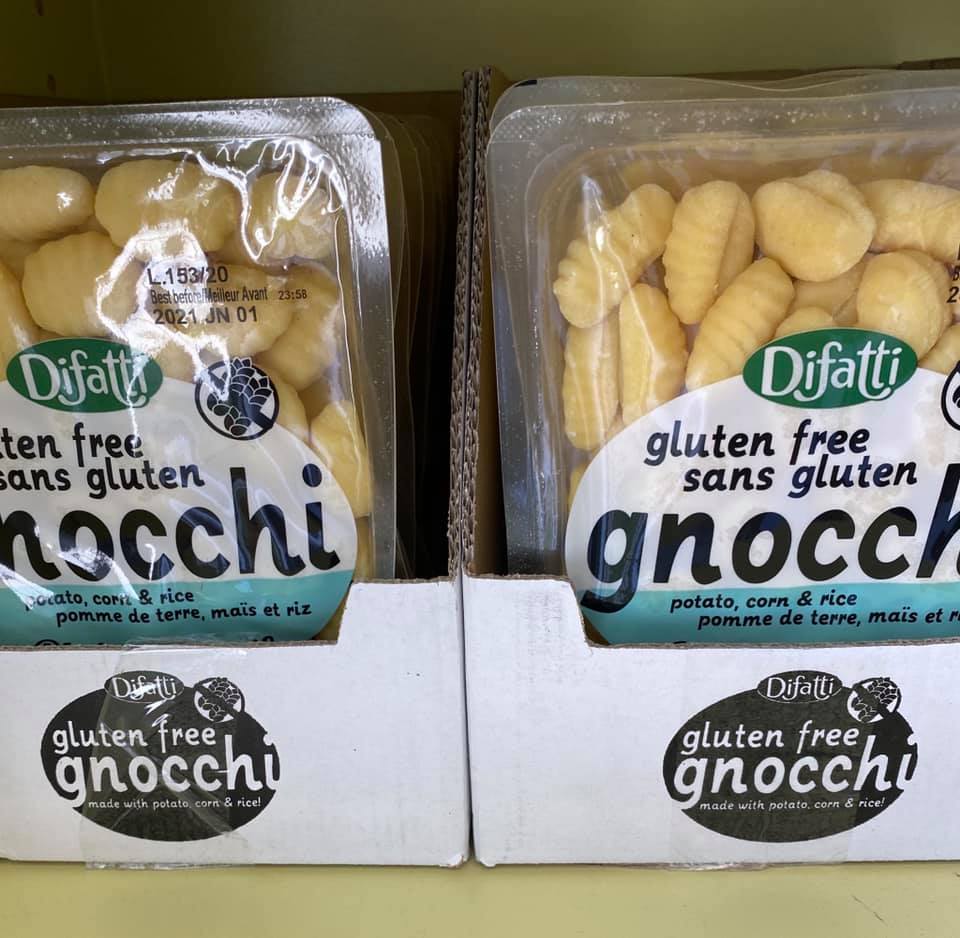 L.153/20
Best before/Meilleur Avant 23:58
2021 JN 01
Difatti
ten free
sans gluten
nocchi
potato, corn & rice
pomme de terre, maïs et riz
Difatti
gluten free
sans gluten
gnocch
potato, corn & rice
pomme de terre, maïs et r
Difatti
gluten free
gnocchi
made with potato, corn & rice!
Difatti
gluten free
gnocchi
made with potato, corn & rice!